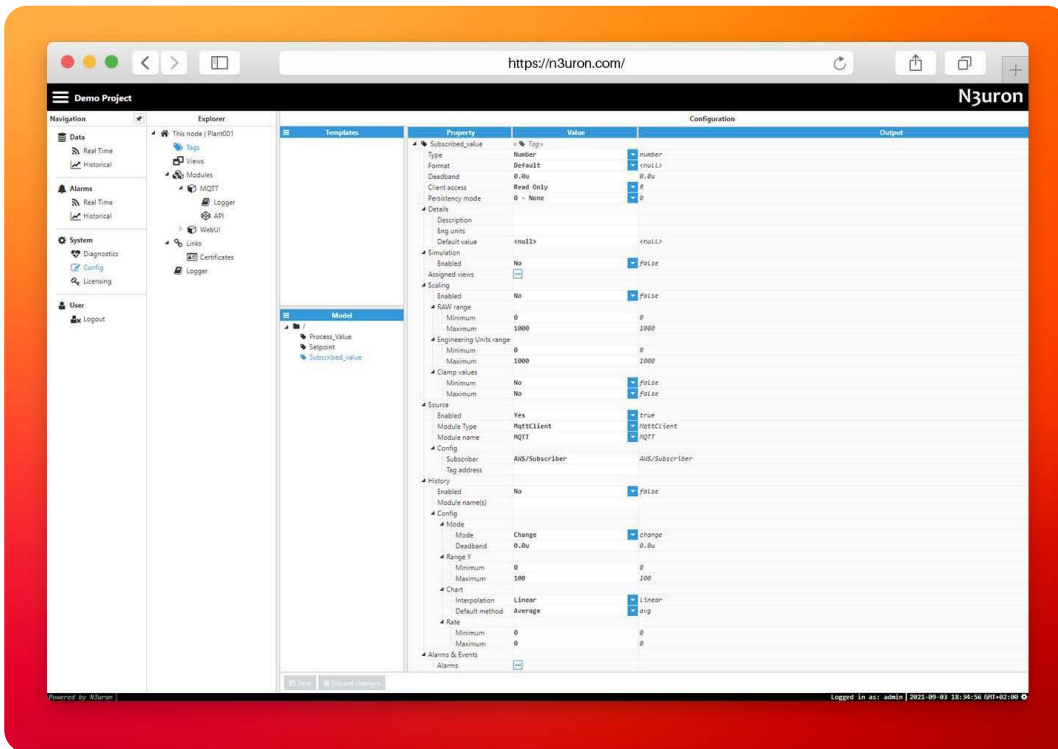 https://n3uron.com/
Demo Project
N3uron
Navigation
Data
Real Time
Historical
Alarms
Real Time
Historical
System
Diagnostics
Config
Licensing
User
Logout
Explorer
This node | Plant001
Tags
Views
Modules
MQTT
Logger
API
WebUI
Links
Certificates
Logger
Configuration
Templates
Model
/
Process_Value
Setpoint
Subscribed_value
Property Value Output
Subscribed_value < Tag>
Type Number number
Format Default <null>
Deadband 0.0u 0.0u
Client access Read Only R
Persistency mode 0 - None 0
Details
Description
Eng units
Default value <null> <null>
Simulation
Enabled No false
Assigned views
Scaling
Enabled No false
RAW range
Minimum 0 0
Maximum 1000 1000
Engineering Units range
Minimum 0 0
Maximum 1000 1000
Clamp values
Minimum No false
Maximum No false
Source
Enabled Yes true
Module Type MqttClient MqttClient
Module name MQTT MQTT
Config
Subscriber AWS/Subscriber AWS/Subscriber
Tag address
History
Enabled No false
Module name(s)
Config
Mode
Mode Change change
Deadband 0.0u 0.0u
Range Y
Minimum 0 0
Maximum 100 100
Chart
Interpolation Linear Linear
Default method Average avg
Rate
Minimum 0 0
Maximum 0 0
Alarms & Events
Alarms
Save Discard changes
Powered by N3uron
Logged in as: admin | 2021-09-03 18:34:56 GMT+02:00